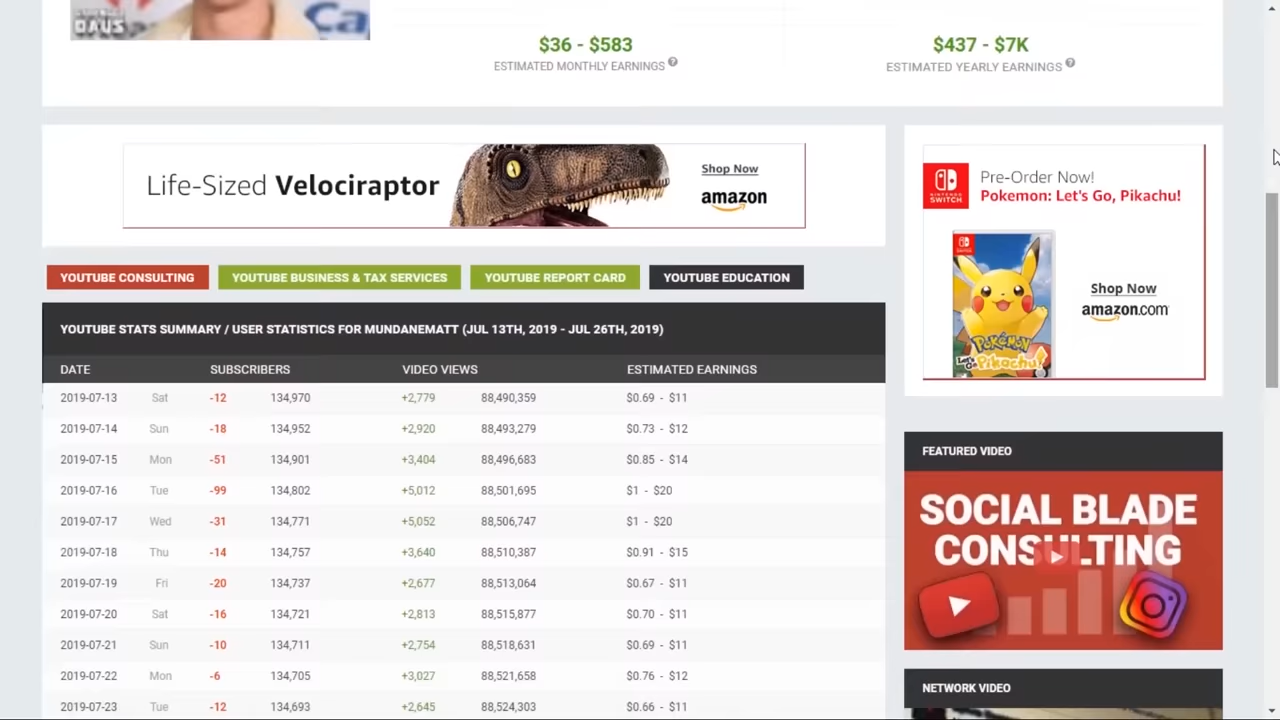 DAUS
Ca
$36 - $583
ESTIMATED MONTHLY EARNINGS ?
$437 - $7K
ESTIMATED YEARLY EARNINGS ?
Life-Sized Velociraptor
Shop Now
amazon
NINTENDO
SWITCH
Pre-Order Now!
Pokemon: Let's Go, Pikachu!
POKéMON
Let's Go
Pikachu!
Shop Now
amazon.com
YOUTUBE CONSULTING YOUTUBE BUSINESS & TAX SERVICES YOUTUBE REPORT CARD YOUTUBE EDUCATION
YOUTUBE STATS SUMMARY / USER STATISTICS FOR MUNDANEMATT (JUL 13TH, 2019 - JUL 26TH, 2019)
DATE SUBSCRIBERS VIDEO VIEWS ESTIMATED EARNINGS
2019-07-13 Sat -12 134,970 +2,779 88,490,359 $0.69 - $11
2019-07-14 Sun -18 134,952 +2,920 88,493,279 $0.73 - $12
2019-07-15 Mon -51 134,901 +3,404 88,496,683 $0.85 - $14
2019-07-16 Tue -99 134,802 +5,012 88,501,695 $1 - $20
2019-07-17 Wed -31 134,771 +5,052 88,506,747 $1 - $20
2019-07-18 Thu -14 134,757 +3,640 88,510,387 $0.91 - $15
2019-07-19 Fri -20 134,737 +2,677 88,513,064 $0.67 - $11
2019-07-20 Sat -16 134,721 +2,813 88,515,877 $0.70 - $11
2019-07-21 Sun -10 134,711 +2,754 88,518,631 $0.69 - $11
2019-07-22 Mon -6 134,705 +3,027 88,521,658 $0.76 - $12
2019-07-23 Tue -12 134,693 +2,645 88,524,303 $0.66 - $11
FEATURED VIDEO
SOCIAL BLADE
CONSULTING
NETWORK VIDEO